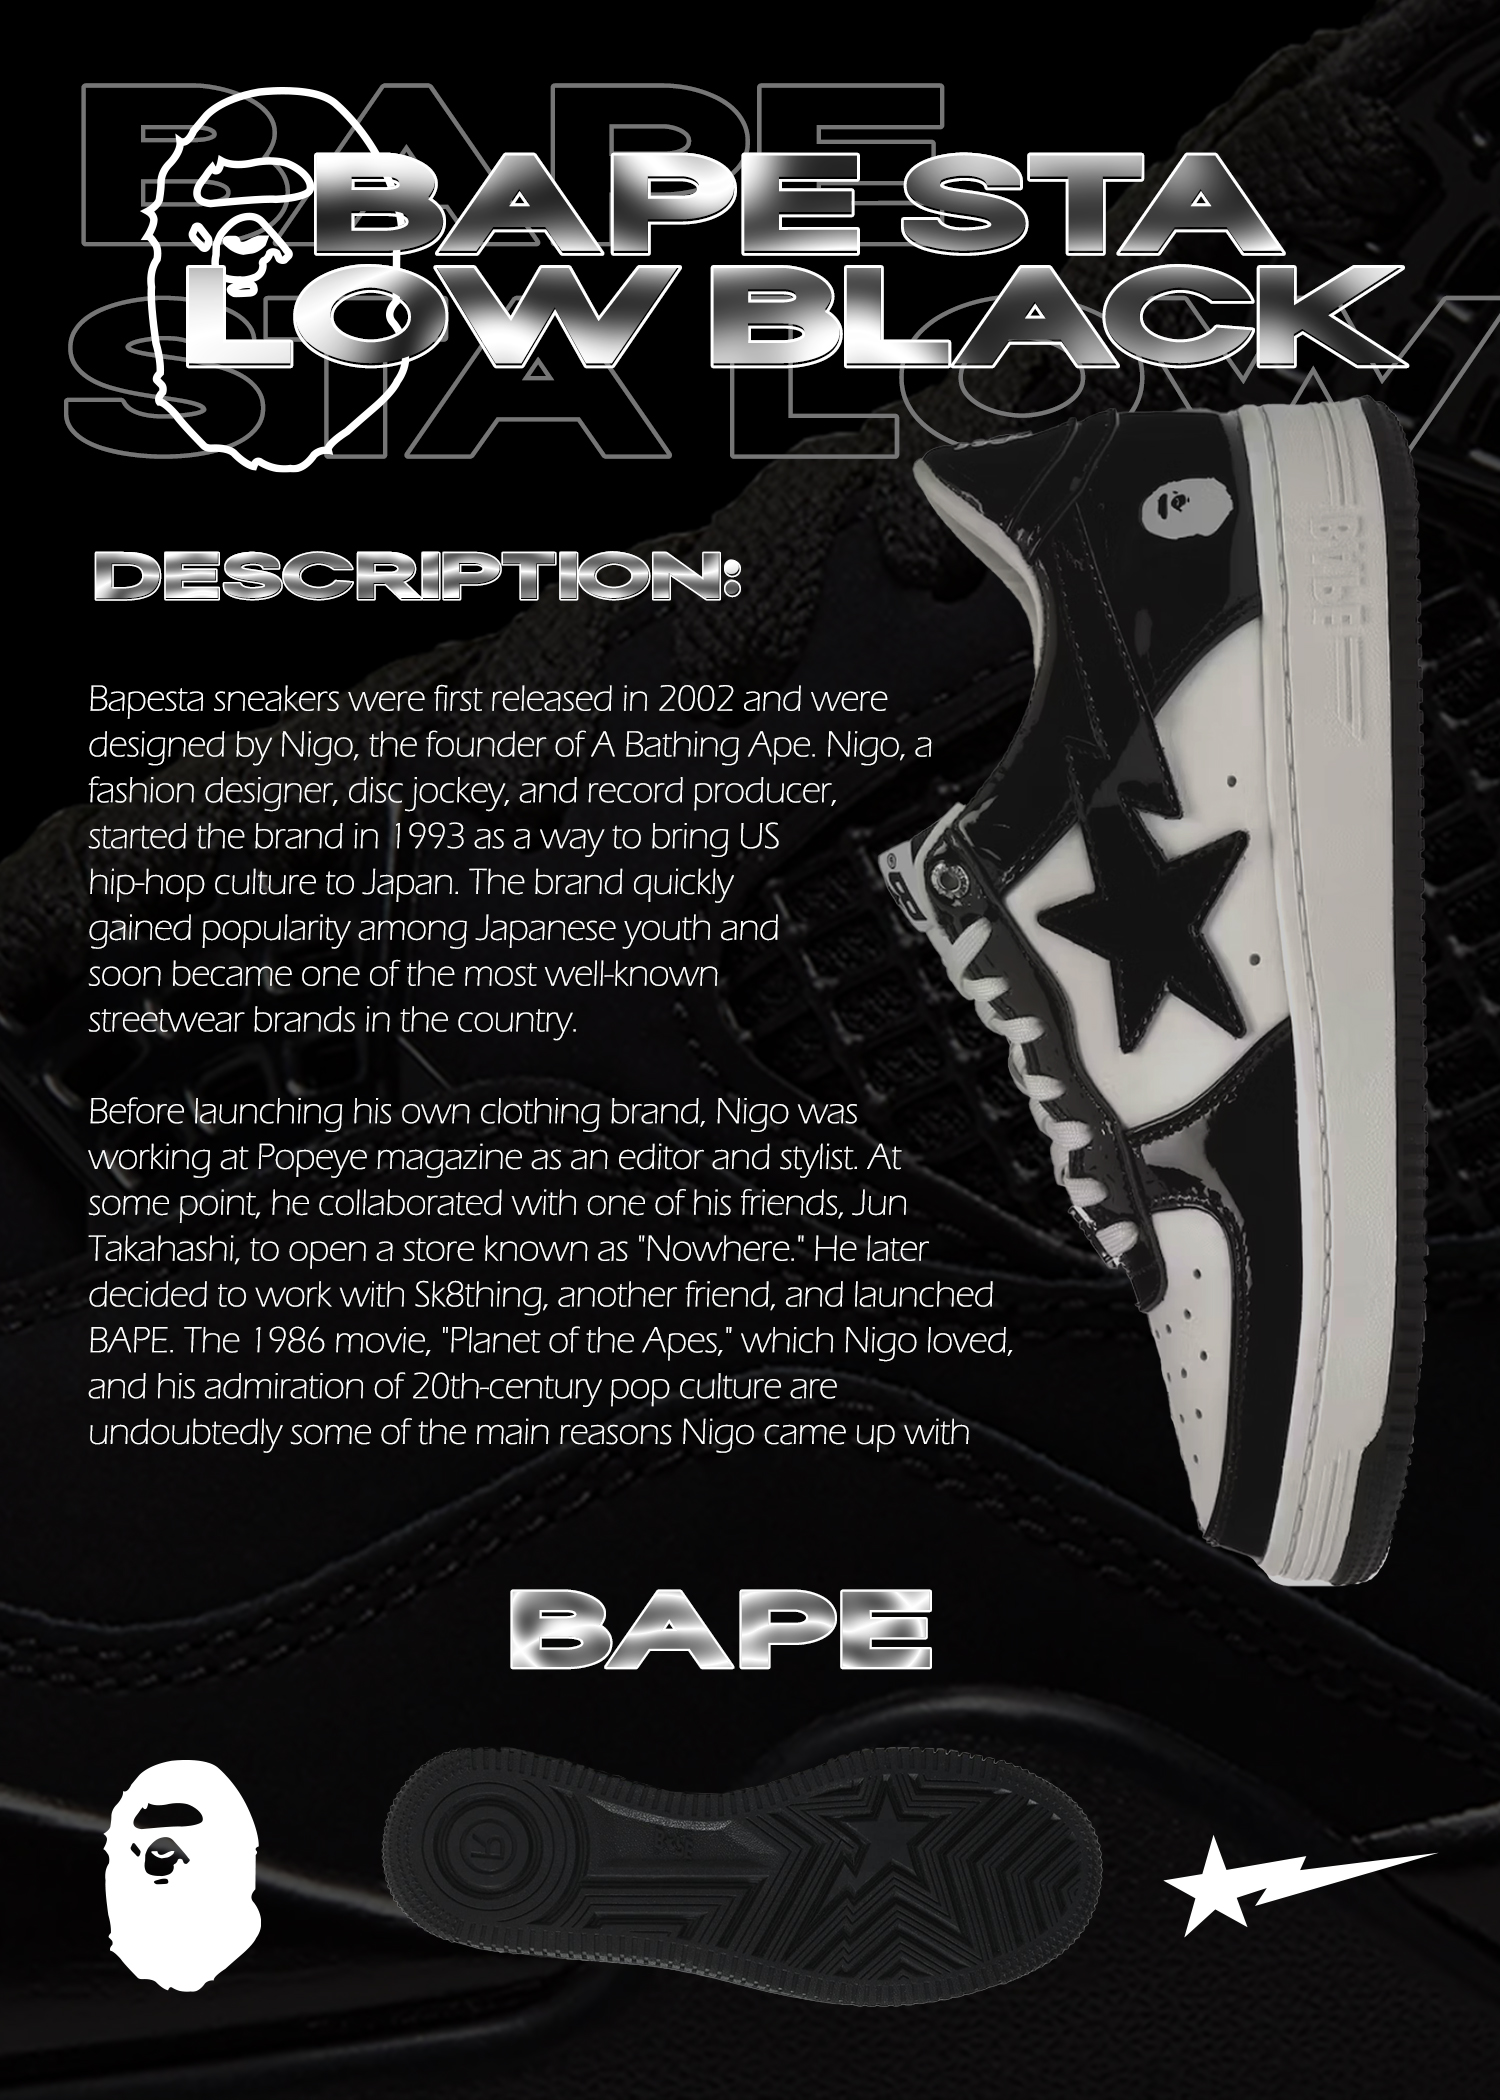 BAPE
STA LOW
BAPE STA
LOW BLACK
DESCRIPTION:
Bapesta sneakers were first released in 2002 and were
designed by Nigo, the founder of A Bathing Ape. Nigo, a
fashion designer, disc jockey, and record producer,
started the brand in 1993 as a way to bring US
hip-hop culture to Japan. The brand quickly
gained popularity among Japanese youth and
soon became one of the most well-known
streetwear brands in the country.
Before launching his own clothing brand, Nigo was
working at Popeye magazine as an editor and stylist. At
some point, he collaborated with one of his friends, Jun
Takahashi, to open a store known as "Nowhere." He later
decided to work with Sk8thing, another friend, and launched
BAPE. The 1986 movie, "Planet of the Apes," which Nigo loved,
and his admiration of 20th-century pop culture are
undoubtedly some of the main reasons Nigo came up with
BAPE
BAPE